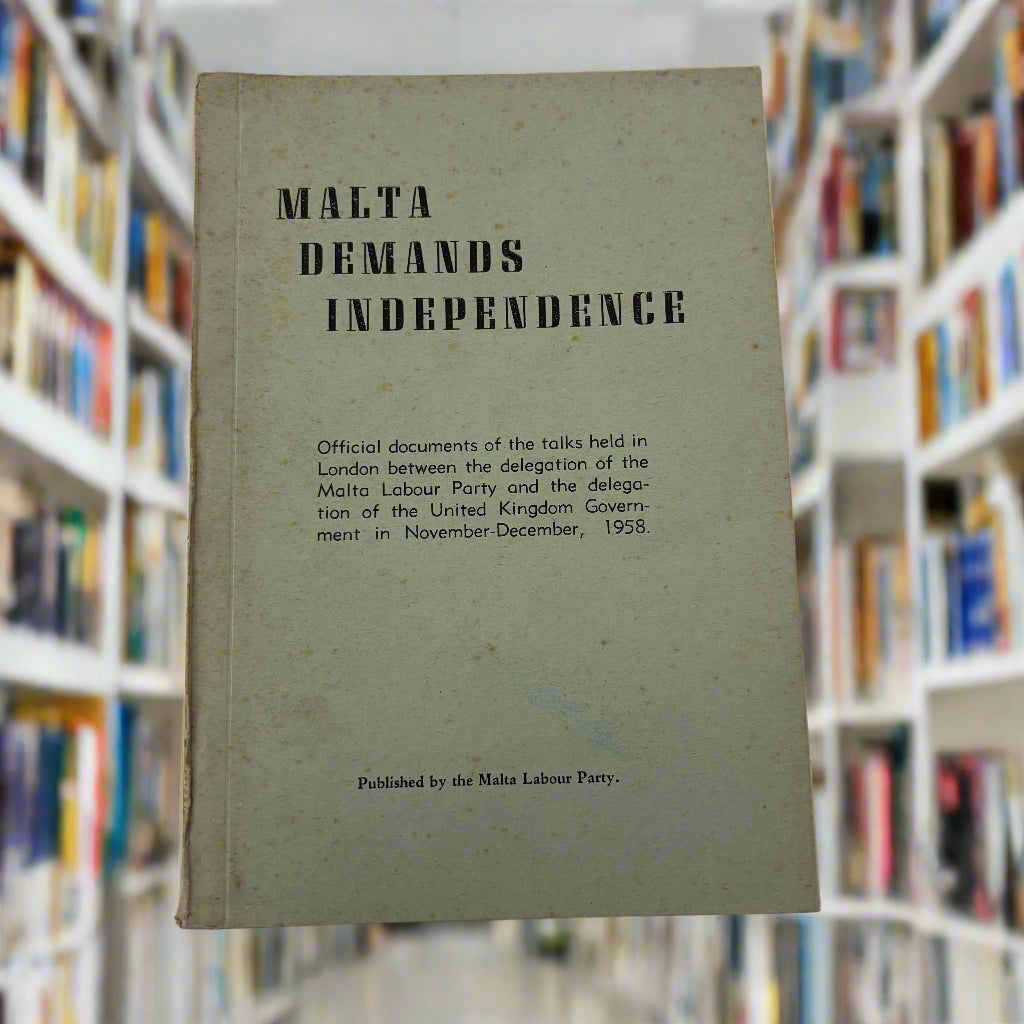 MALTA
DEMANDS
INDEPENDENCE
Official documents of the talks held in
London between the delegation of the
Malta Labour Party and the delega-
tion of the United Kingdom Govern-
ment in November-December, 1958.
Published by the Malta Labour Party.